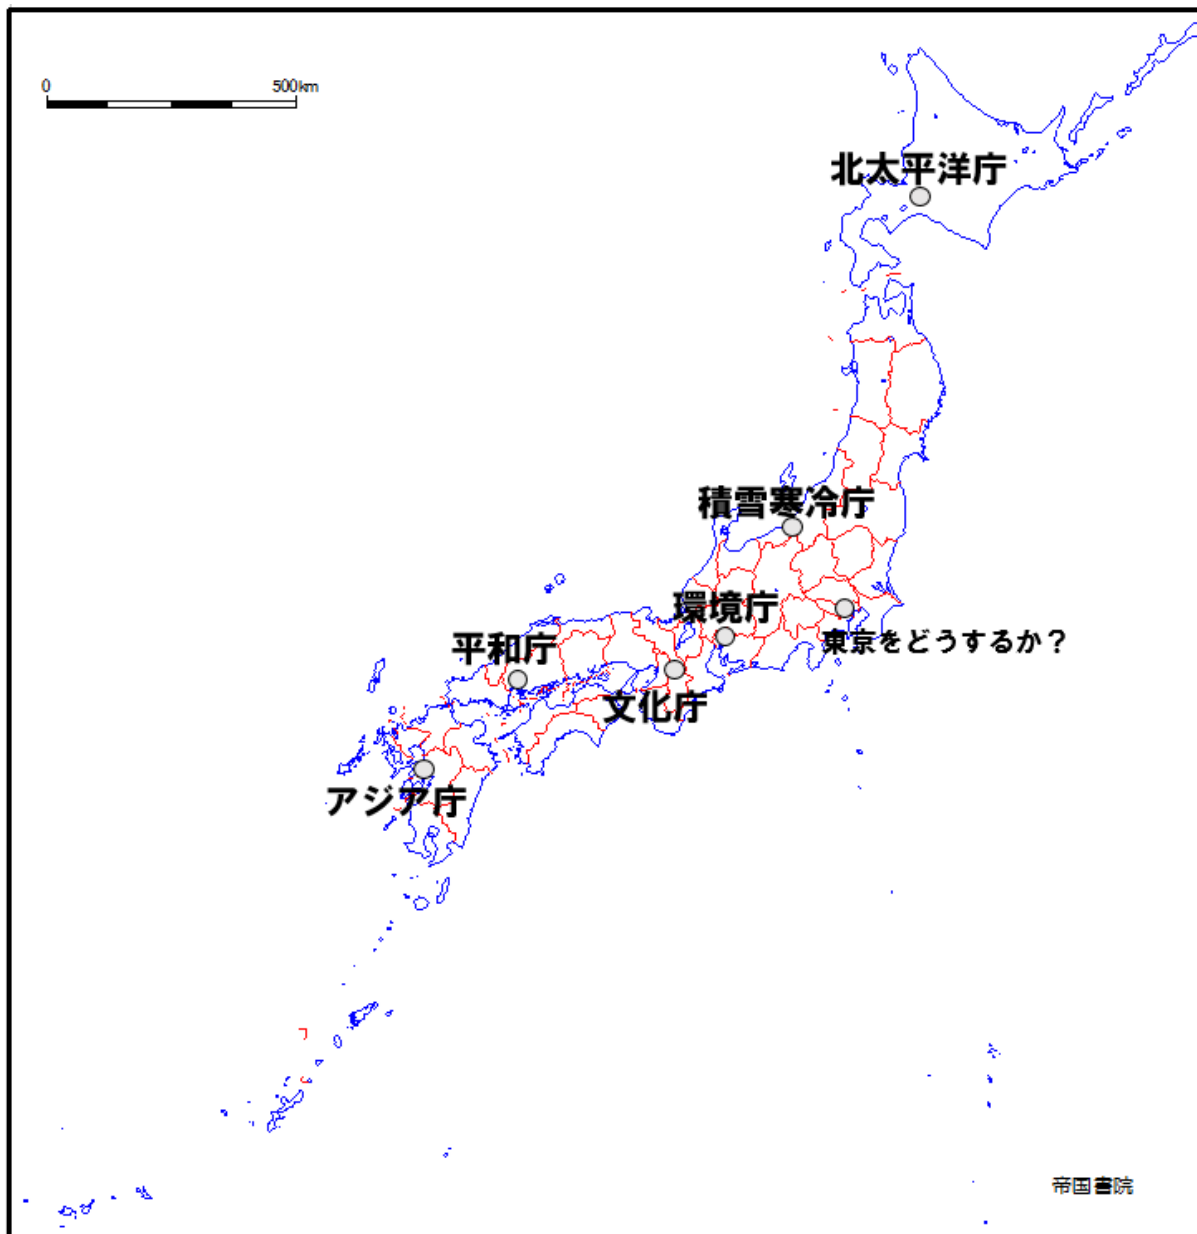 0 500km
北太平洋庁
積雪寒冷庁
環境庁
東京をどうするか？
平和庁
文化庁
アジア庁
帝国書院